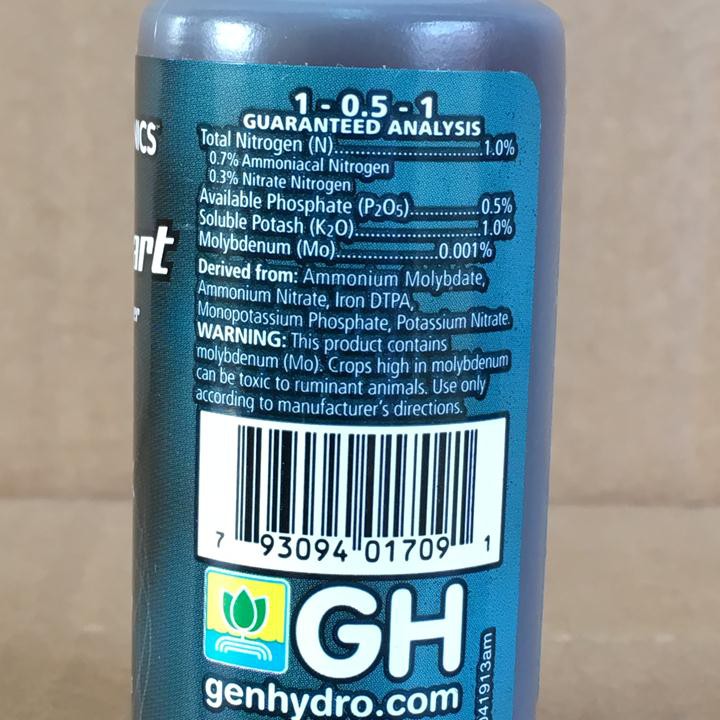 1 - 0.5 - 1
GUARANTEED ANALYSIS
Total Nitrogen (N)..............................1.0%
0.7% Ammoniacal Nitrogen
0.3% Nitrate Nitrogen
Available Phosphate (P₂O₅)..............0.5%
Soluble Potash (K₂O)........................1.0%
Molybdenum (Mo)....................0.001%
Derived from: Ammonium Molybdate,
Ammonium Nitrate, Iron DTPA,
Monopotassium Phosphate, Potassium Nitrate.
WARNING: This product contains
molybdenum (Mo). Crops high in molybdenum
can be toxic to ruminant animals. Use only
according to manufacturer's directions.
7 93094 01709 1
GH
genhydro.com
041913am